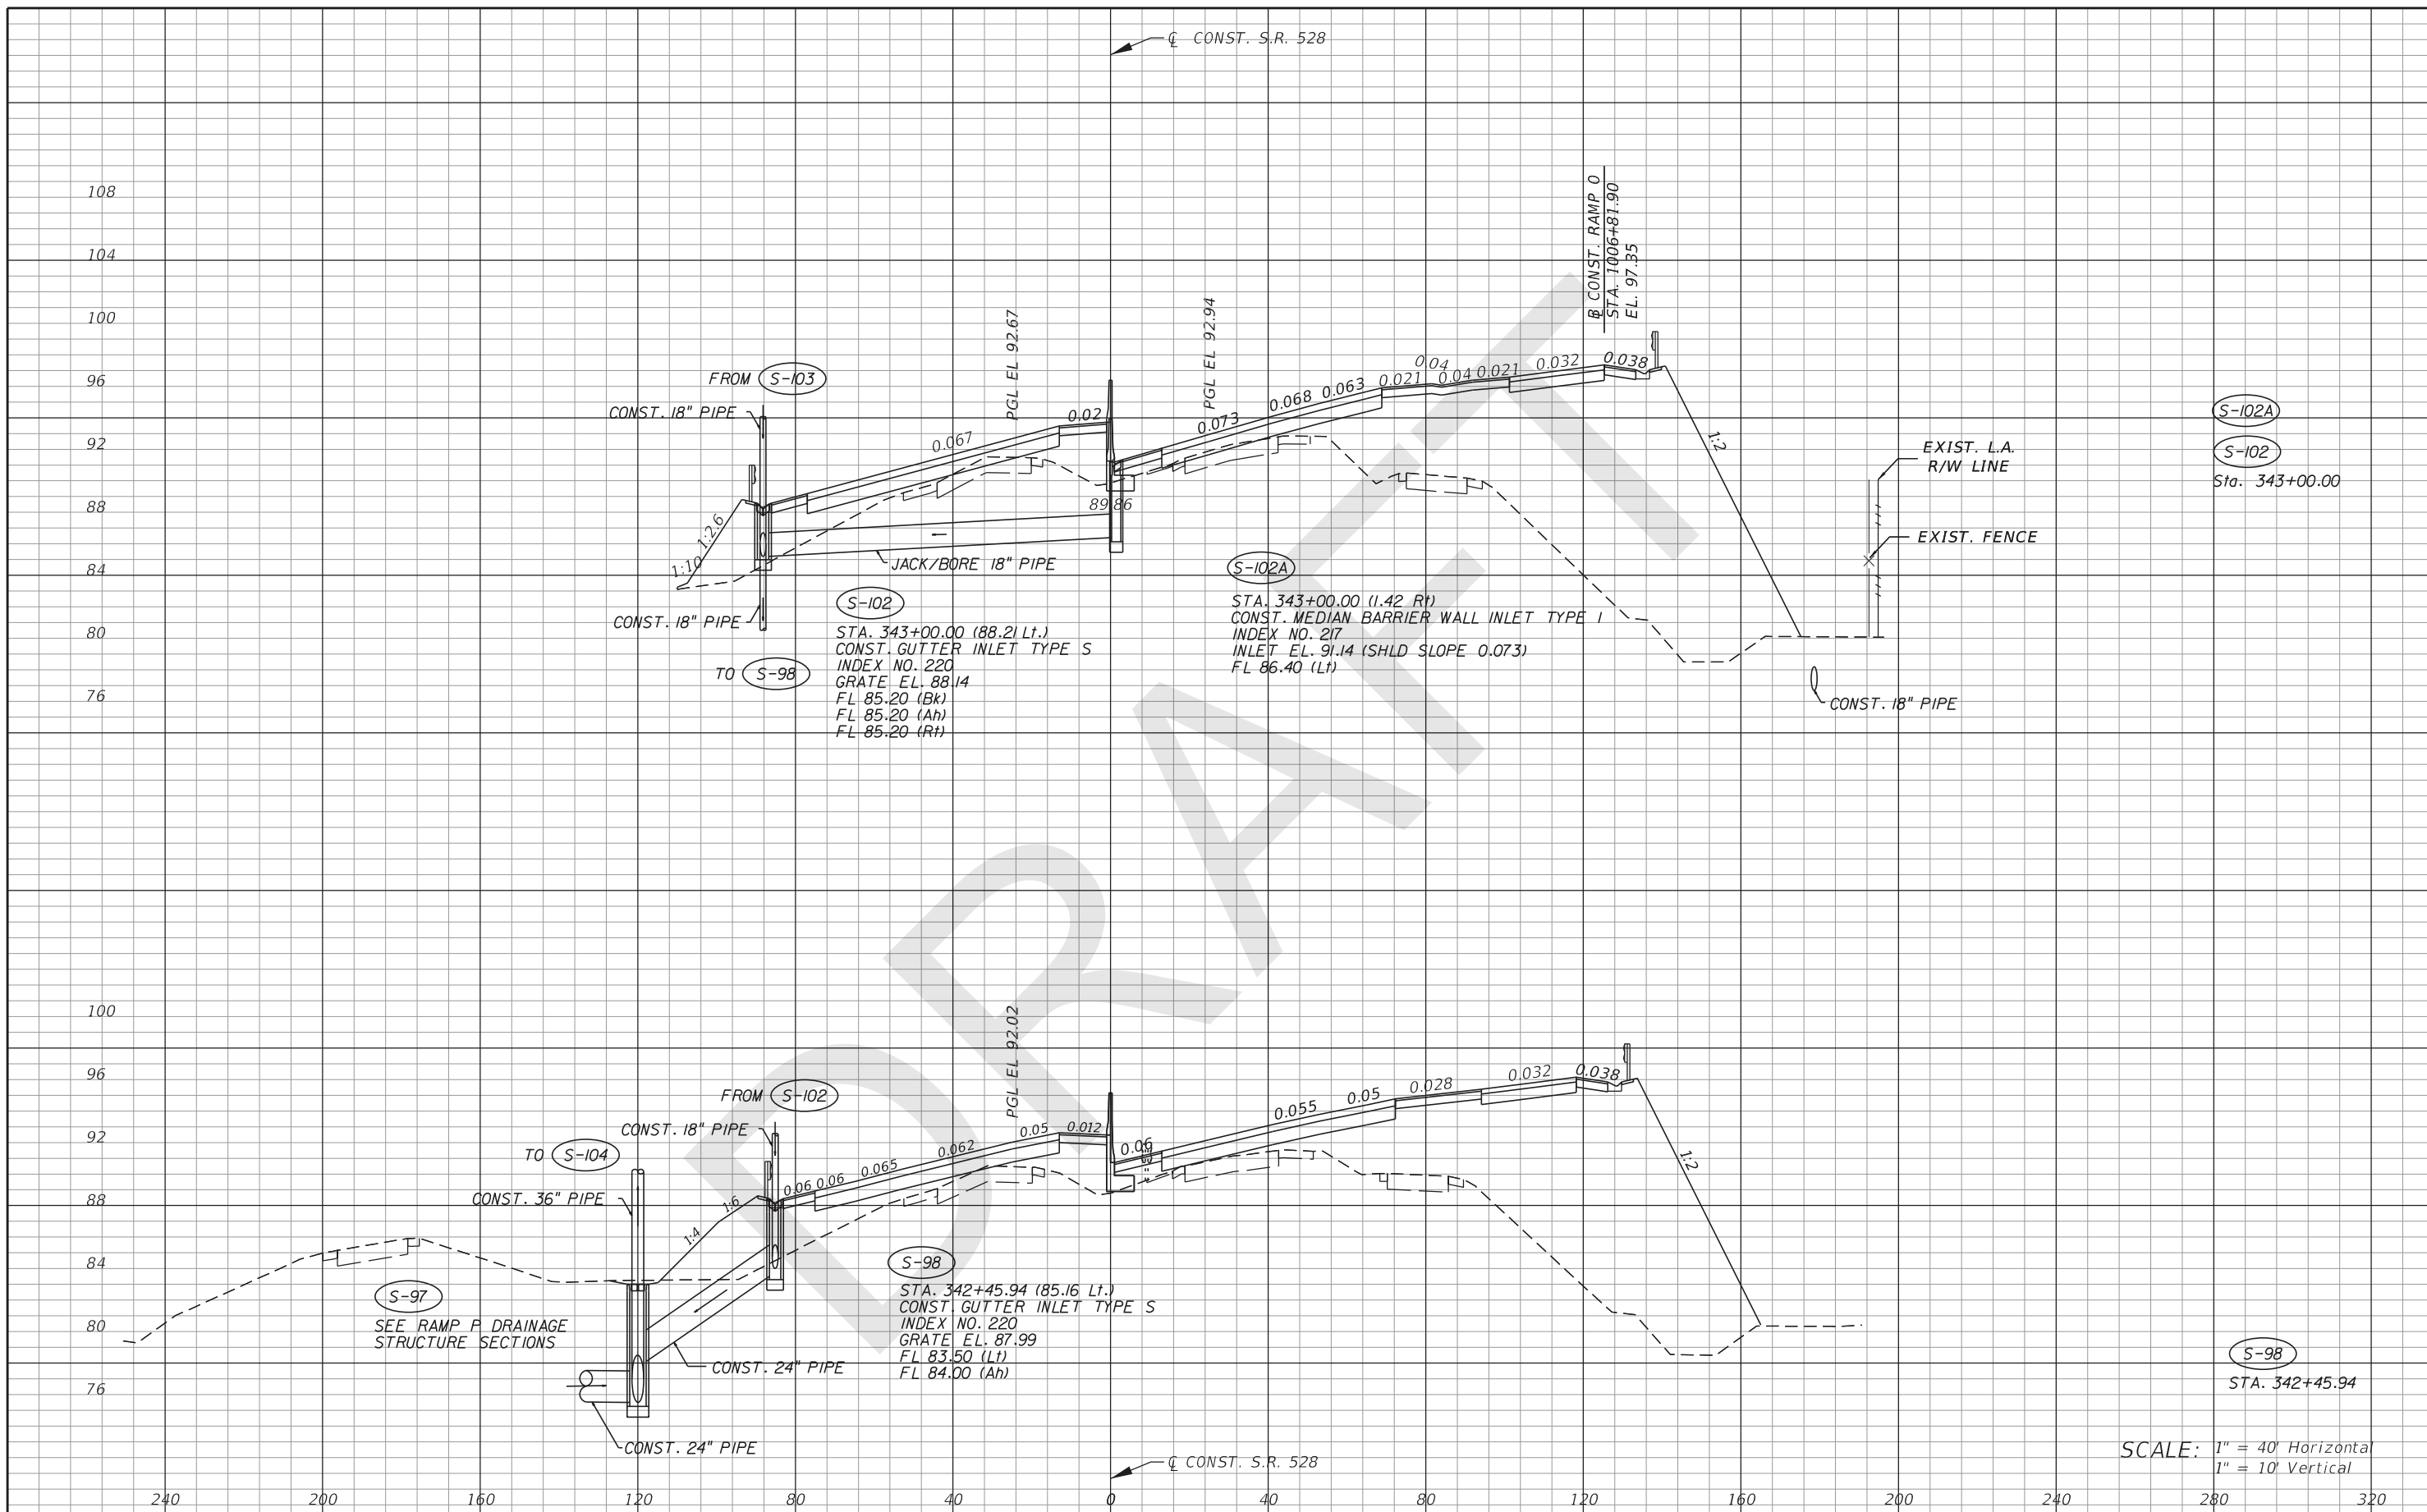 ℄ CONST. S.R. 528
108
104
100
96
92
88
84
80
76
FROM S-103
CONST. 18" PIPE
PGL EL 92.67
0.067
0.02
PGL EL 92.94
0.073
0.068
0.063
0.021
0.04
0.04
0.021
0.032
0.038
B CONST. RAMP O
STA. 1006+81.90
EL. 97.35
1:2
EXIST. L.A.
R/W LINE
EXIST. FENCE
S-102A
S-102
Sta. 343+00.00
1:2.6
1:10
89.86
JACK/BORE 18" PIPE
CONST. 18" PIPE
TO S-98
S-102
STA. 343+00.00 (88.21 Lt.)
CONST. GUTTER INLET TYPE S
INDEX NO. 220
GRATE EL. 88.14
FL 85.20 (Bk)
FL 85.20 (Ah)
FL 85.20 (Rt)
S-102A
STA. 343+00.00 (1.42 Rt)
CONST. MEDIAN BARRIER WALL INLET TYPE 1
INDEX NO. 217
INLET EL. 91.14 (SHLD SLOPE 0.073)
FL 86.40 (Lt)
CONST. 18" PIPE
DRAFT
100
96
92
88
84
80
76
FROM S-102
CONST. 18" PIPE
TO S-104
CONST. 36" PIPE
PGL EL 92.02
1:4
1:6
0.06
0.06
0.065
0.062
0.05
0.012
0.06
0.055
0.05
0.028
0.032
0.038
1:2
S-97
SEE RAMP P DRAINAGE
STRUCTURE SECTIONS
CONST. 24" PIPE
CONST. 24" PIPE
S-98
STA. 342+45.94 (85.16 Lt.)
CONST. GUTTER INLET TYPE S
INDEX NO. 220
GRATE EL. 87.99
FL 83.50 (Lt)
FL 84.00 (Ah)
S-98
STA. 342+45.94
℄ CONST. S.R. 528
SCALE: 1" = 40' Horizontal
1" = 10' Vertical
240 200 160 120 80 40 0 40 80 120 160 200 240 280 320